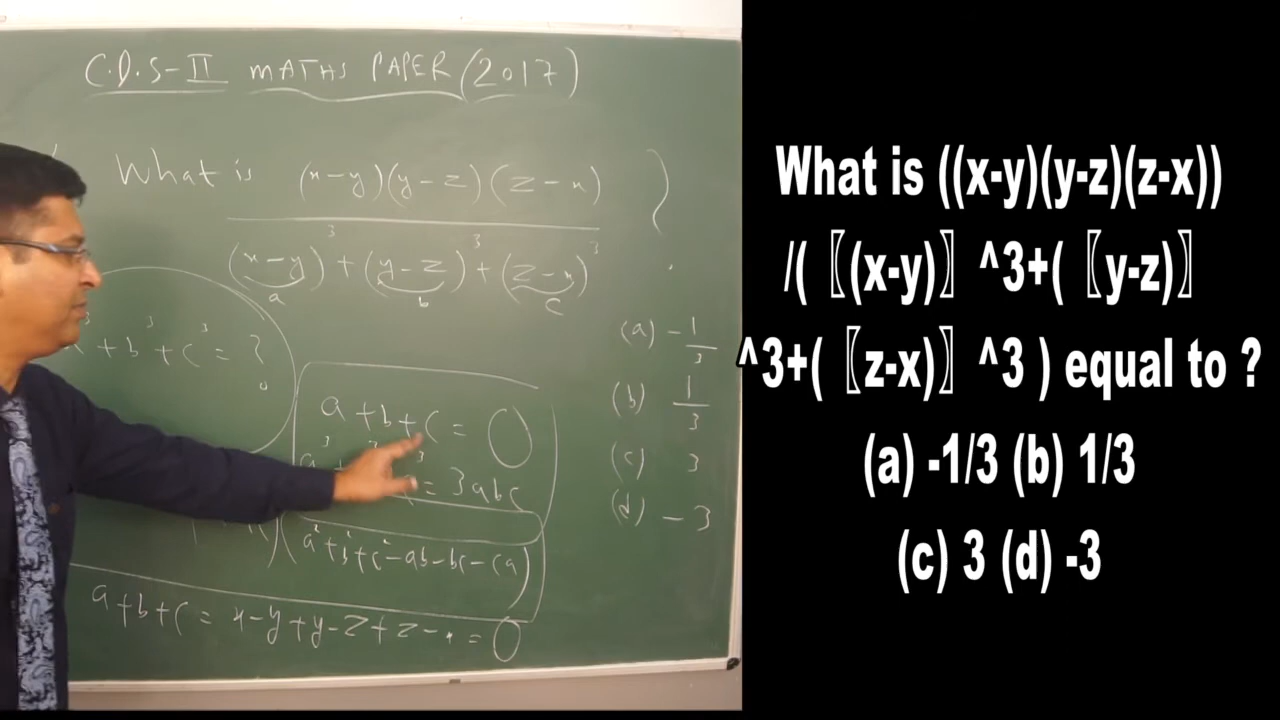 C.D.S-II MATHS PAPER (2017)
What is (x-y)(y-z)(z-x) ?
(x-y)³ + (y-z)³ + (z-x)³
a b c
a³ + b³ + c³ = ?
(a) -1/3
(b) 1/3
(c) 3
(d) -3
a+b+c = 0
= 3abc
(a²+b²+c²-ab-bc-ca)
a+b+c = x-y+y-z+z-x = 0
What is ((x-y)(y-z)(z-x))
/(〖(x-y)〗^3+(〖y-z)〗
^3+(〖z-x)〗^3 ) equal to ?
(a) -1/3 (b) 1/3
(c) 3 (d) -3